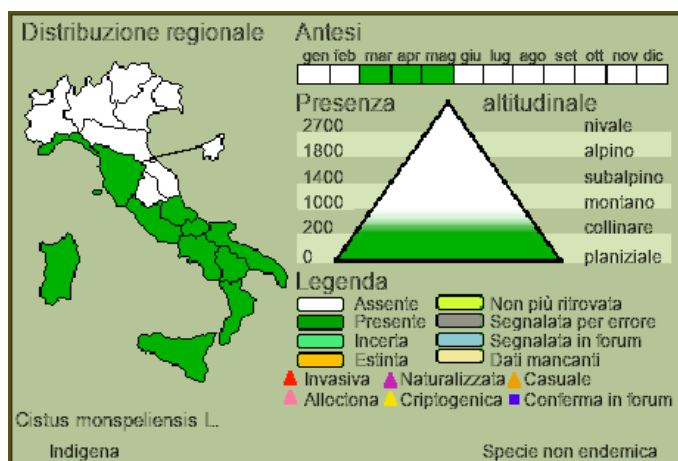 Distribuzione regionale
Antesi
gen feb mar apr mag giu lug ago set ott nov dic
Presenza altitudinale
2700 nivale
1800 alpino
1400 subalpino
1000 montano
200 collinare
0 planiziale
Legenda
Assente Non più ritrovata
Presente Segnalata per errore
Incerta Segnalata in forum
Estinta Dati mancanti
Invasiva Naturalizzata Casuale
Alloctona Criptogenica Conferma in forum
Cistus monspeliensis L.
Indigena Specie non endemica